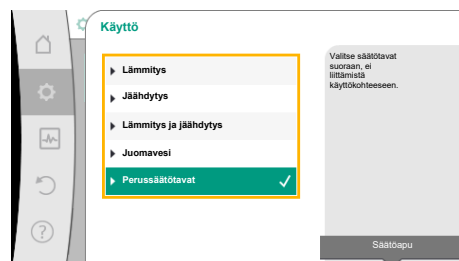 Käyttö
Lämmitys
Jäähdytys
Lämmitys ja jäähdytys
Juomavesi
Perussäätötavat
Valitse säätötavat
suoraan, ei
liittämistä
käyttökohteeseen.
Säätöapu